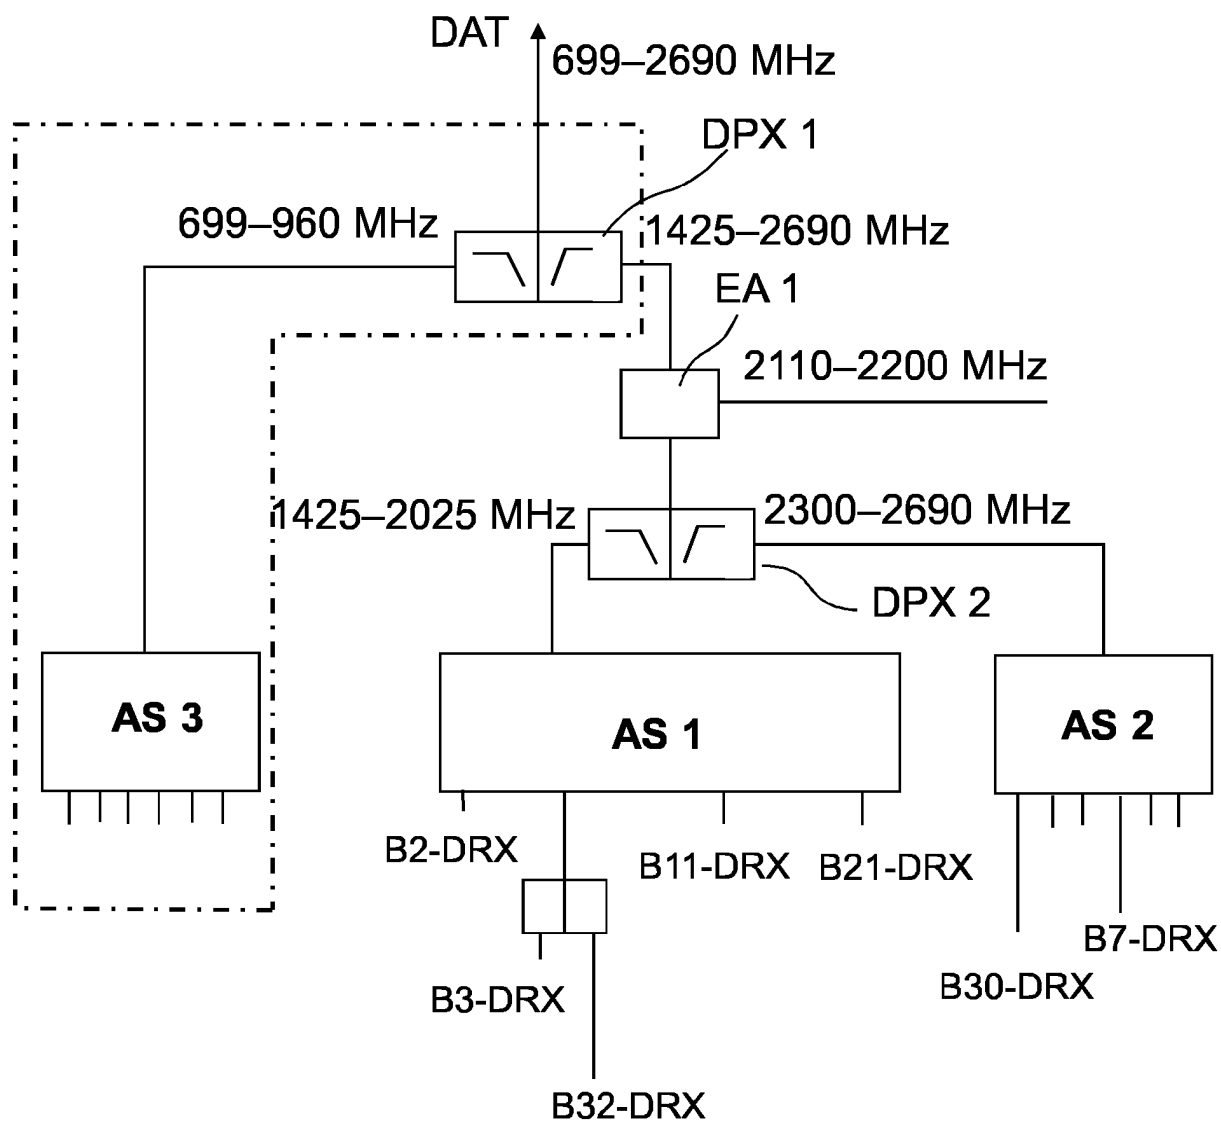 DAT
699–2690 MHz
DPX 1
699–960 MHz
1425–2690 MHz
EA 1
2110–2200 MHz
1425–2025 MHz
2300–2690 MHz
DPX 2
AS 3
AS 1
AS 2
B2-DRX
B11-DRX
B21-DRX
B7-DRX
B30-DRX
B3-DRX
B32-DRX